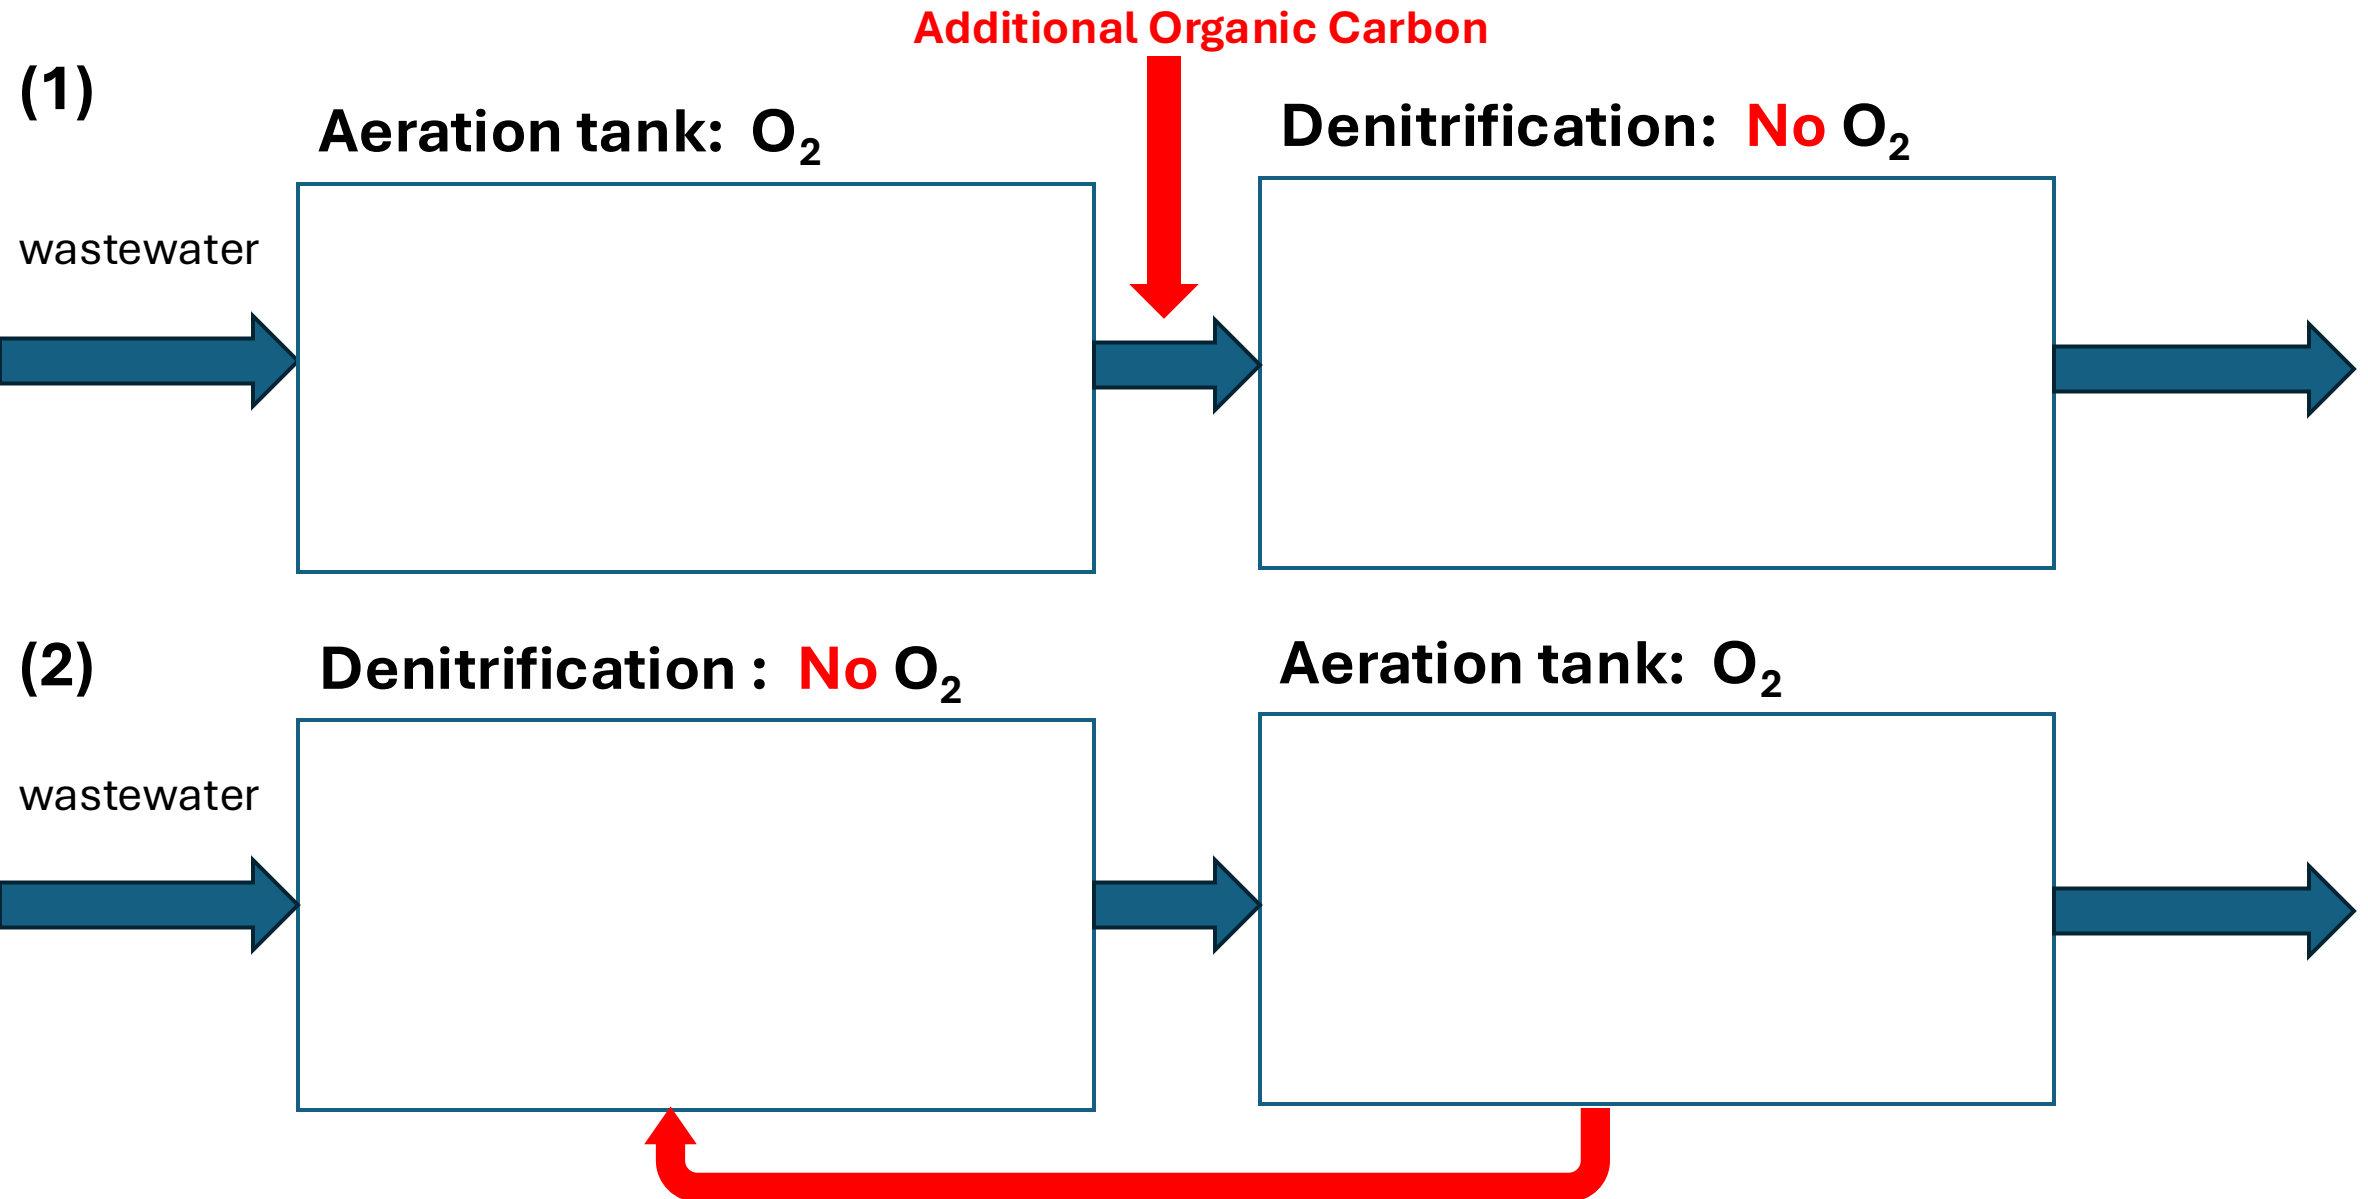 Additional Organic Carbon
(1)
Aeration tank: O₂
Denitrification: No O₂
wastewater
(2)
Denitrification : No O₂
Aeration tank: O₂
wastewater